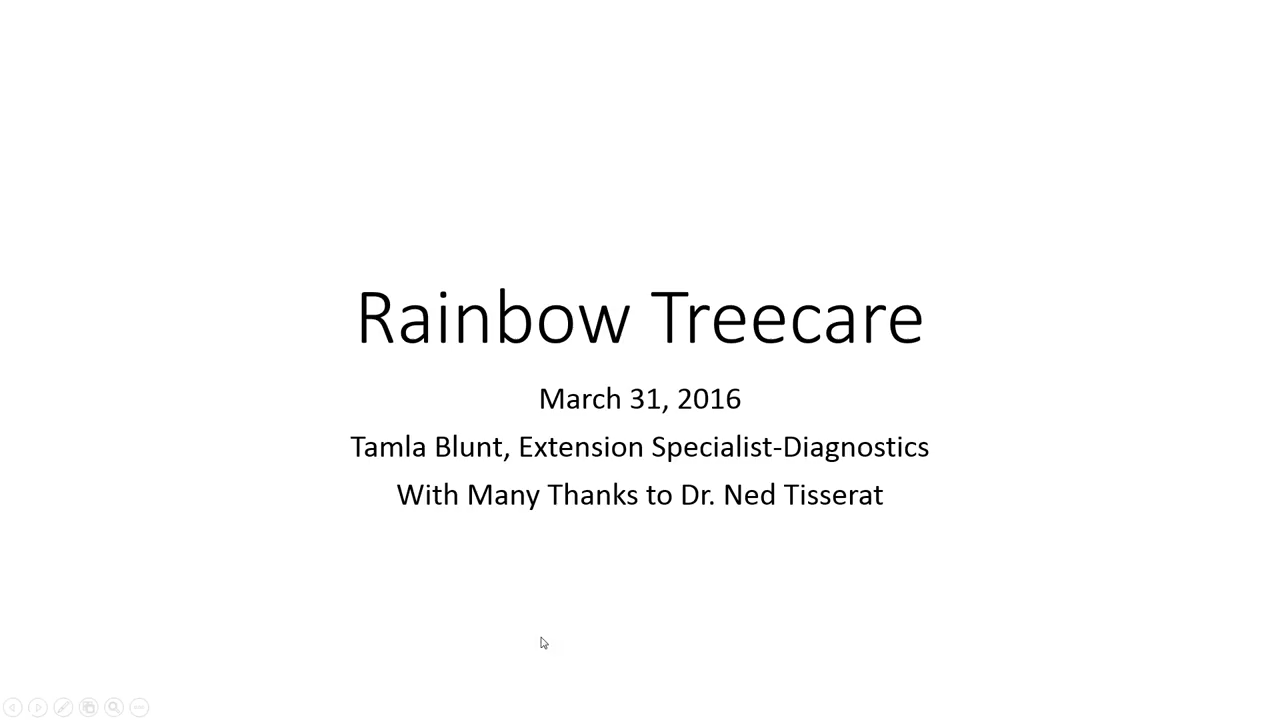 Rainbow Treecare
March 31, 2016
Tamla Blunt, Extension Specialist-Diagnostics
With Many Thanks to Dr. Ned Tisserat